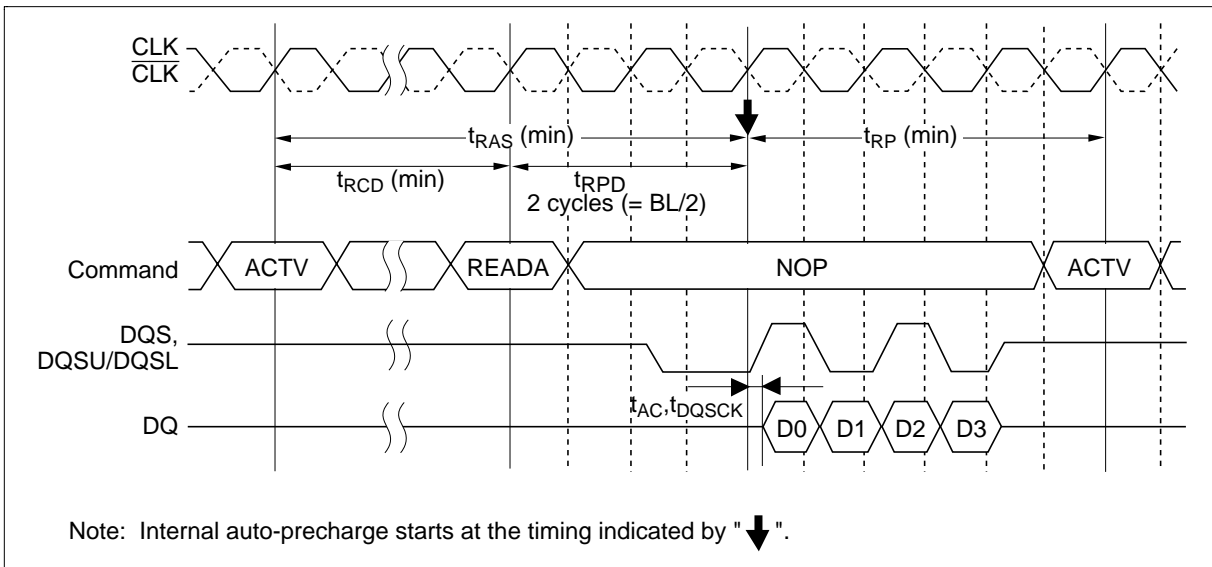 CLK
CLK
tRAS (min)
tRP (min)
tRCD (min)
tRPD
2 cycles (= BL/2)
Command
ACTV
READA
NOP
ACTV
DQS,
DQSU/DQSL
tAC,tDQSCK
DQ
D0
D1
D2
D3
Note: Internal auto-precharge starts at the timing indicated by " ".